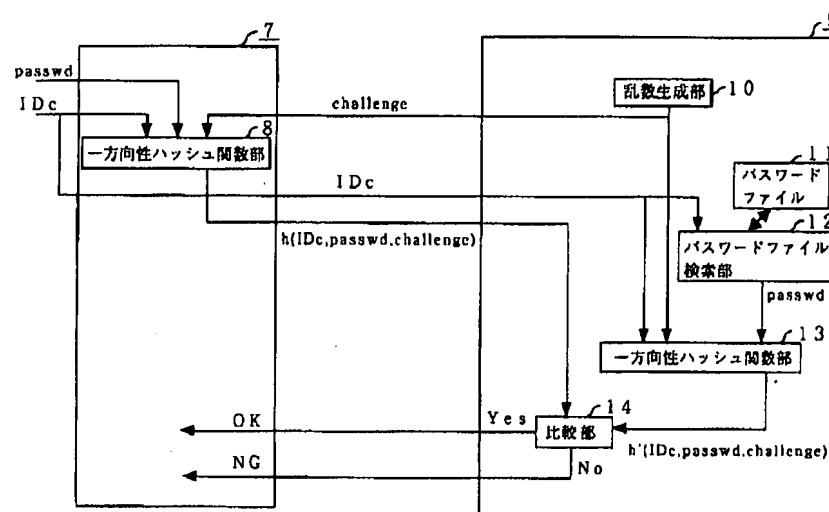 7
passwd
IDc
challenge
乱数生成部
10
8
一方向性ハッシュ関数部
11
パスワード
ファイル
IDc
12
パスワードファイル
検索部
h(IDc,passwd,challenge)
passwd
13
一方向性ハッシュ関数部
14
OK
Yes
比較部
h'(IDc,passwd,challenge)
NG
No